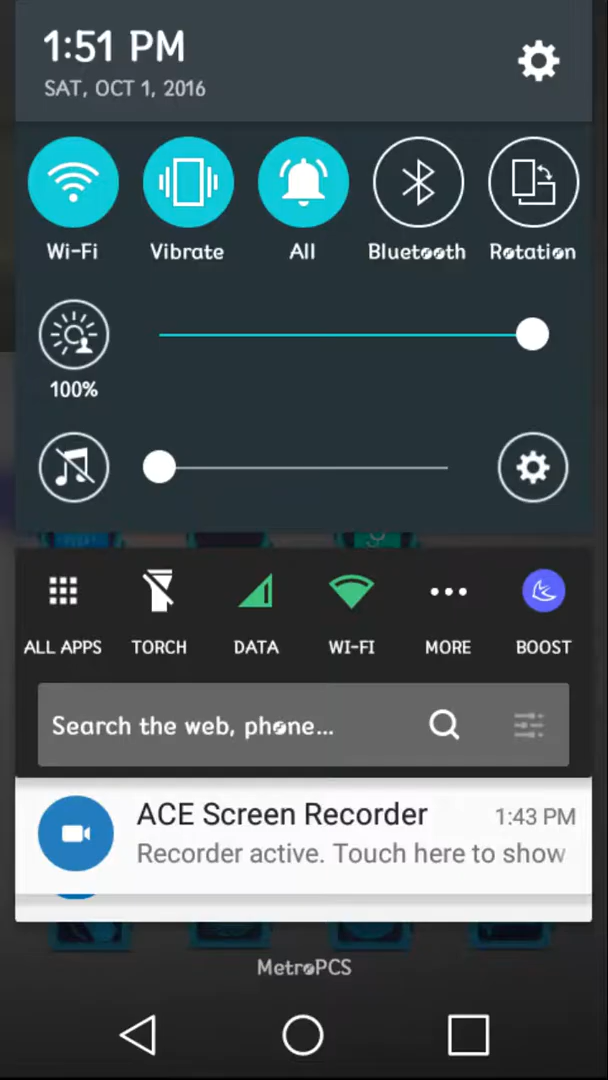 1:51 PM
SAT, OCT 1, 2016
Wi-Fi Vibrate All Bluetooth Rotation
100%
ALL APPS TORCH DATA WI-FI MORE BOOST
Search the web, phone...
ACE Screen Recorder 1:43 PM
Recorder active. Touch here to show
MetroPCS